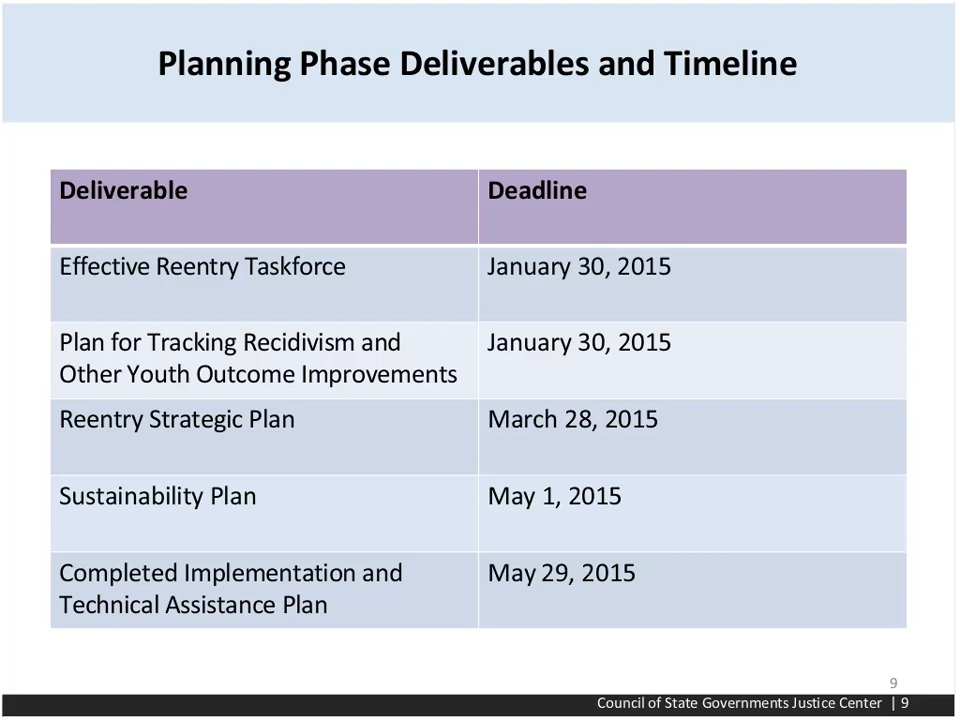 Planning Phase Deliverables and Timeline
Deliverable
Deadline
Effective Reentry Taskforce
January 30, 2015
Plan for Tracking Recidivism and
Other Youth Outcome Improvements
January 30, 2015
Reentry Strategic Plan
March 28, 2015
Sustainability Plan
May 1, 2015
Completed Implementation and
Technical Assistance Plan
May 29, 2015
9
Council of State Governments Justice Center | 9